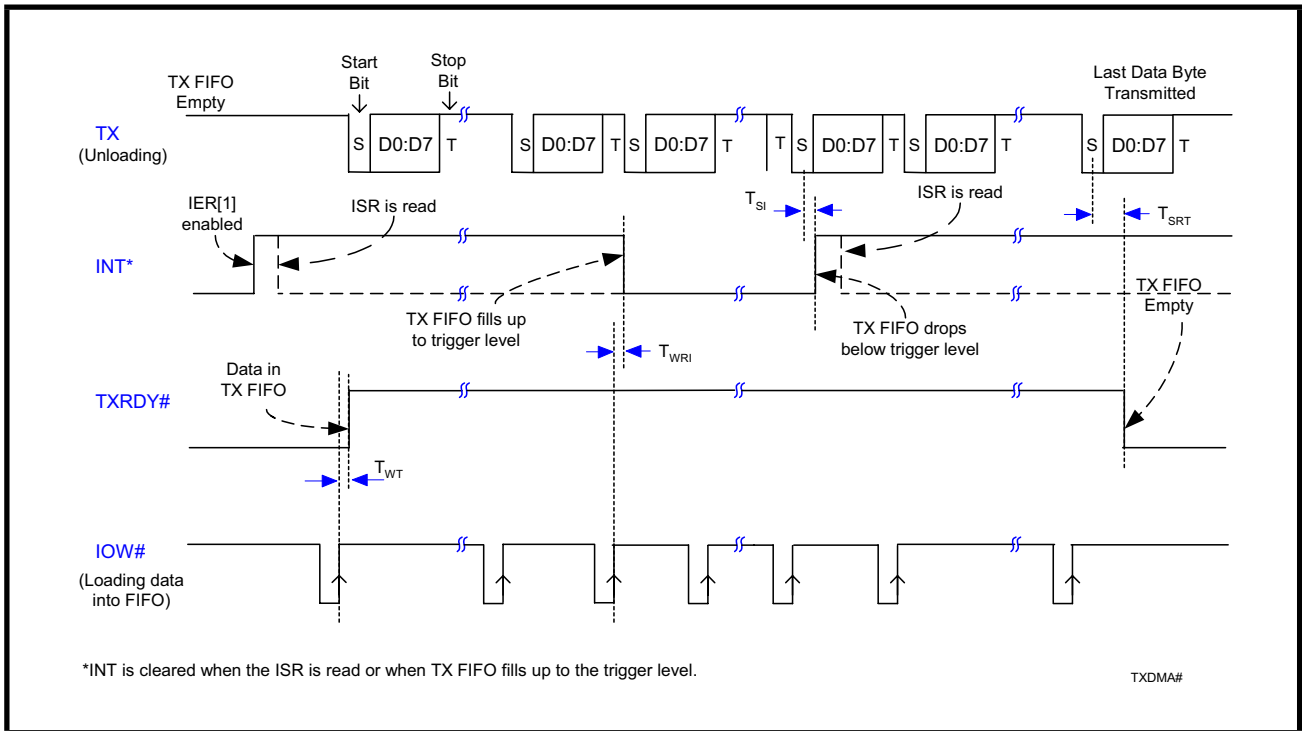 Start
Bit
Stop
Bit
TX FIFO
Empty
Last Data Byte
Transmitted
TX
(Unloading)
S D0:D7 T S D0:D7 T S D0:D7 T T S D0:D7 T S D0:D7 T S D0:D7 T
IER[1]
enabled
ISR is read
TSI
ISR is read
TSRT
INT*
TX FIFO fills up
to trigger level
TX FIFO drops
below trigger level
TX FIFO
Empty
TWRI
Data in
TX FIFO
TXRDY#
TWT
IOW#
(Loading data
into FIFO)
*INT is cleared when the ISR is read or when TX FIFO fills up to the trigger level.
TXDMA#